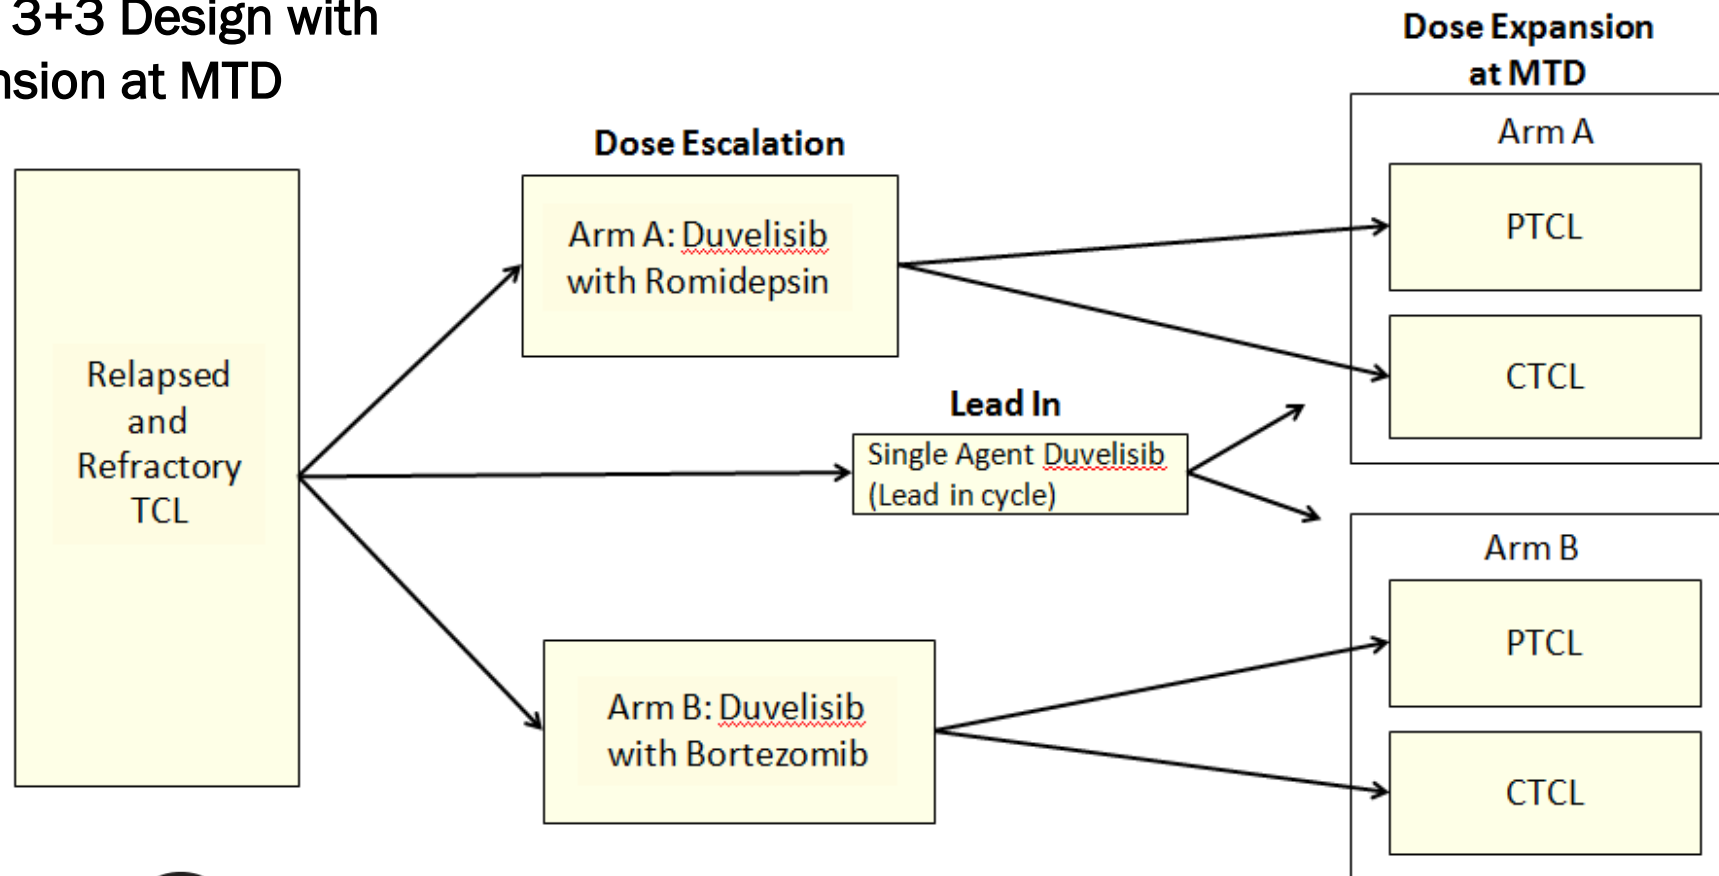 3+3 Design with
nsion at MTD
Dose Expansion
at MTD
Dose Escalation
Arm A
Arm A: Duvelisib
with Romidepsin
PTCL
CTCL
Relapsed
and
Refractory
TCL
Lead In
Single Agent Duvelisib
(Lead in cycle)
Arm B
Arm B: Duvelisib
with Bortezomib
PTCL
CTCL